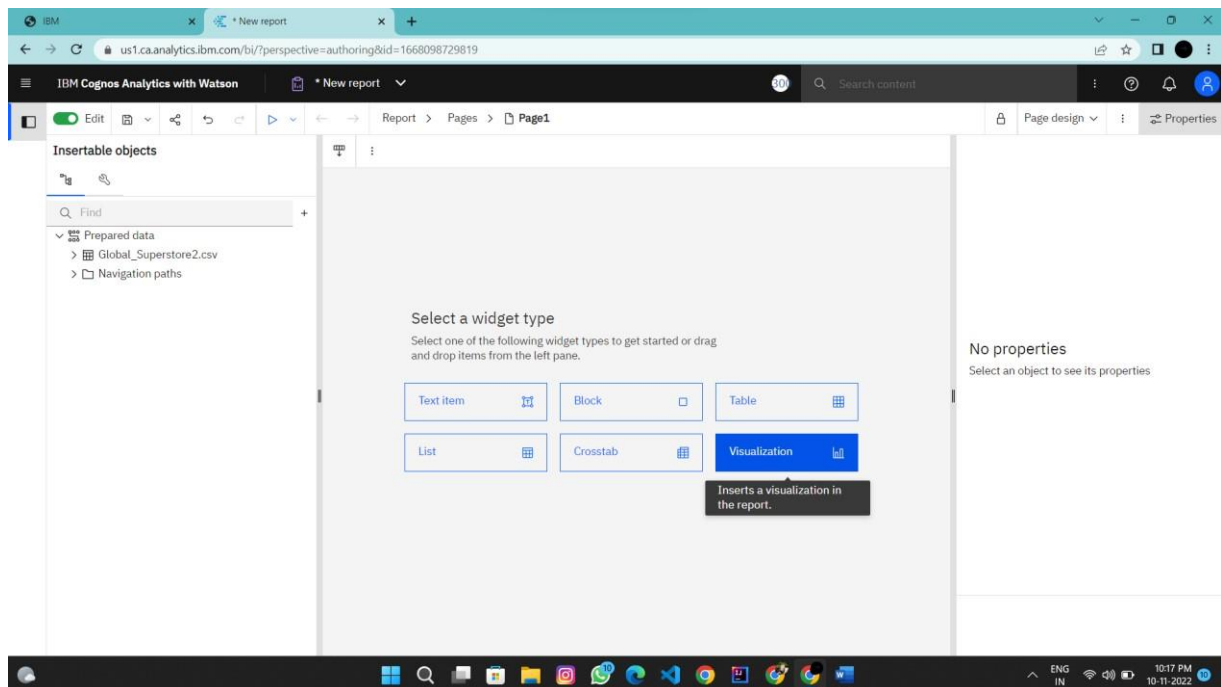 IBM
* New report
us1.ca.analytics.ibm.com/bi/?perspective=authoring&id=1668098729819
IBM Cognos Analytics with Watson
* New report
30
Search content
Edit
Report > Pages > Page1
Page design
Properties
Insertable objects
Find
Prepared data
Global_Superstore2.csv
Navigation paths
Select a widget type
Select one of the following widget types to get started or drag
and drop items from the left pane.
Text item
Block
Table
List
Crosstab
Visualization
Inserts a visualization in
the report.
No properties
Select an object to see its properties
10
ENG
IN
10:17 PM
10-11-2022
10